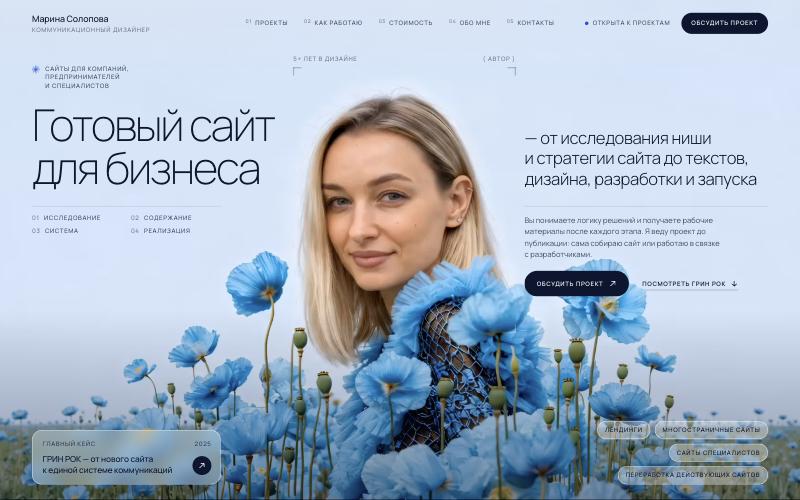 Марина Солопова
КОММУНИКАЦИОННЫЙ ДИЗАЙНЕР
01 ПРОЕКТЫ
02 КАК РАБОТАЮ
03 СТОИМОСТЬ
04 ОБО МНЕ
05 КОНТАКТЫ
ОТКРЫТА К ПРОЕКТАМ
ОБСУДИТЬ ПРОЕКТ
5+ ЛЕТ В ДИЗАЙНЕ
( АВТОР )
САЙТЫ ДЛЯ КОМПАНИЙ,
ПРЕДПРИНИМАТЕЛЕЙ
И СПЕЦИАЛИСТОВ
Готовый сайт
для бизнеса
01 ИССЛЕДОВАНИЕ
02 СОДЕРЖАНИЕ
03 СИСТЕМА
04 РЕАЛИЗАЦИЯ
— от исследования ниши
и стратегии сайта до текстов,
дизайна, разработки и запуска
Вы понимаете логику решений и получаете рабочие
материалы после каждого этапа. Я веду проект до
публикации: сама собираю сайт или работаю в связке
с разработчиками.
ОБСУДИТЬ ПРОЕКТ ↗
ПОСМОТРЕТЬ ГРИН РОК ↓
ГЛАВНЫЙ КЕЙС
2025
ГРИН РОК — от нового сайта
к единой системе коммуникаций
ЛЕНДИНГИ
МНОГОСТРАНИЧНЫЕ САЙТЫ
САЙТЫ СПЕЦИАЛИСТОВ
ПЕРЕРАБОТКА ДЕЙСТВУЮЩИХ САЙТОВ